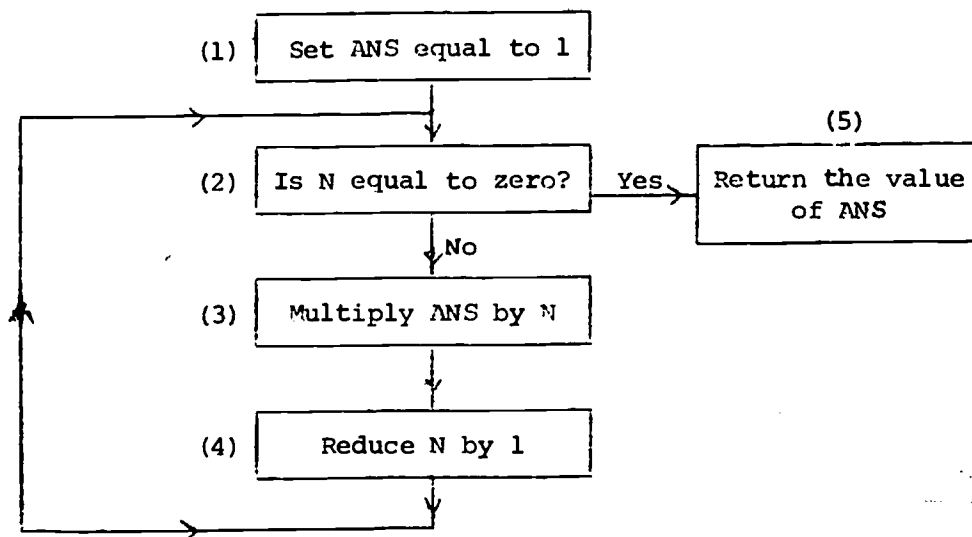 (1) Set ANS equal to 1
(5)
(2) Is N equal to zero? Yes Return the value
of ANS
No
(3) Multiply ANS by N
(4) Reduce N by 1